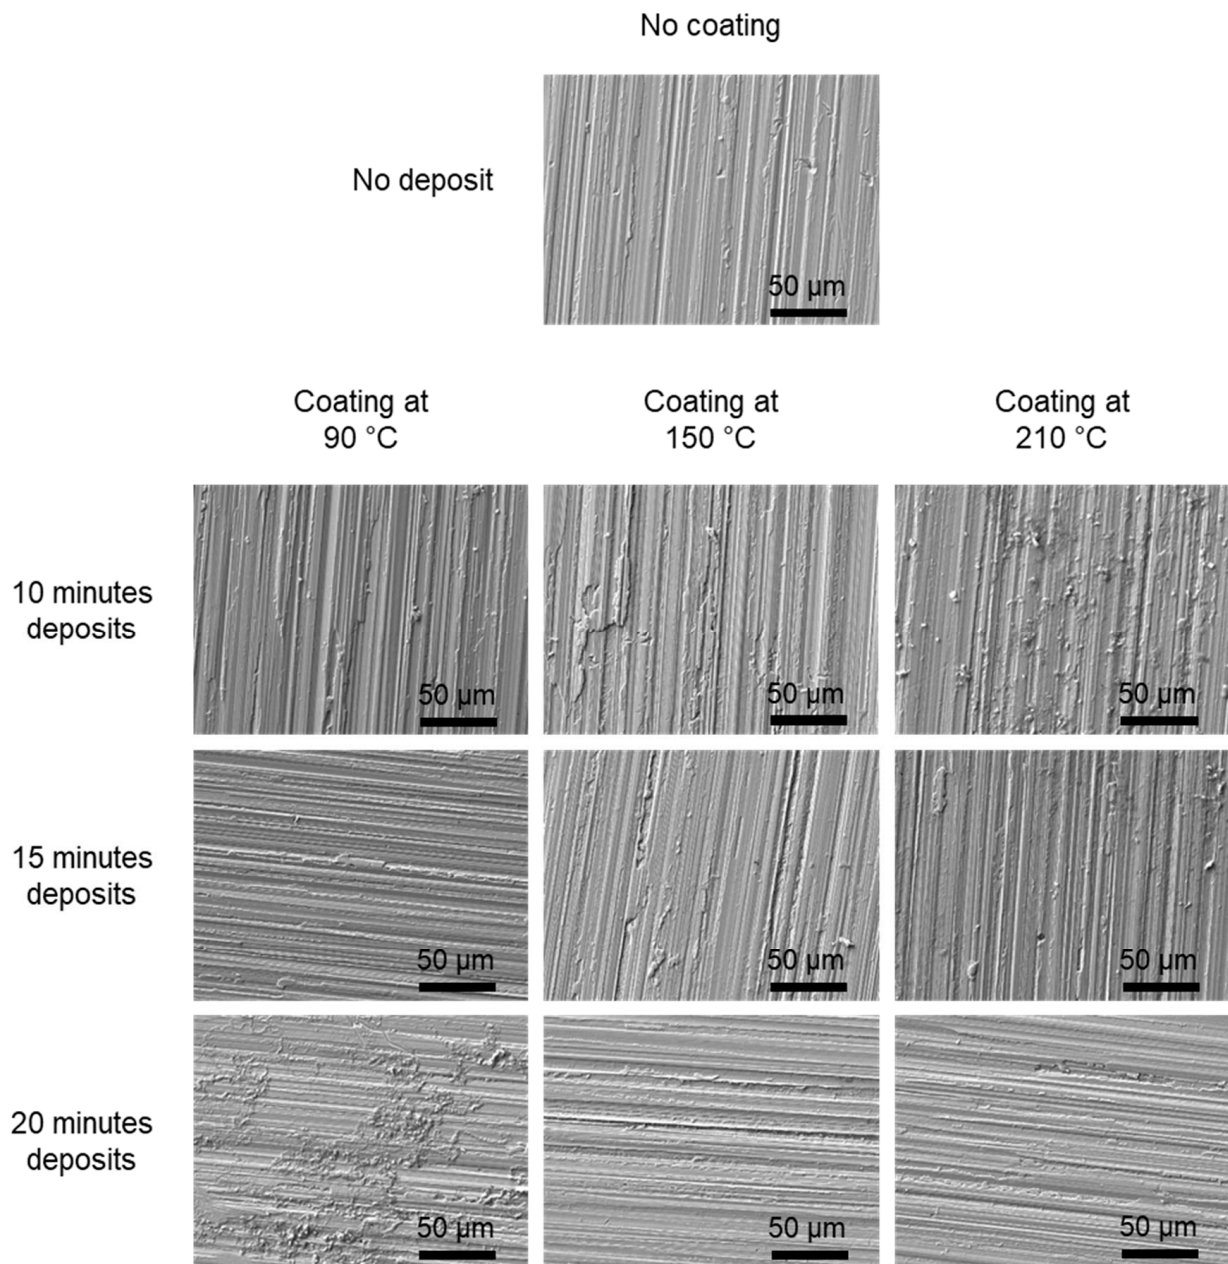 No coating
No deposit
50 µm
Coating at
90 °C
Coating at
150 °C
Coating at
210 °C
10 minutes
deposits
50 µm
50 µm
50 µm
15 minutes
deposits
50 µm
50 µm
50 µm
20 minutes
deposits
50 µm
50 µm
50 µm